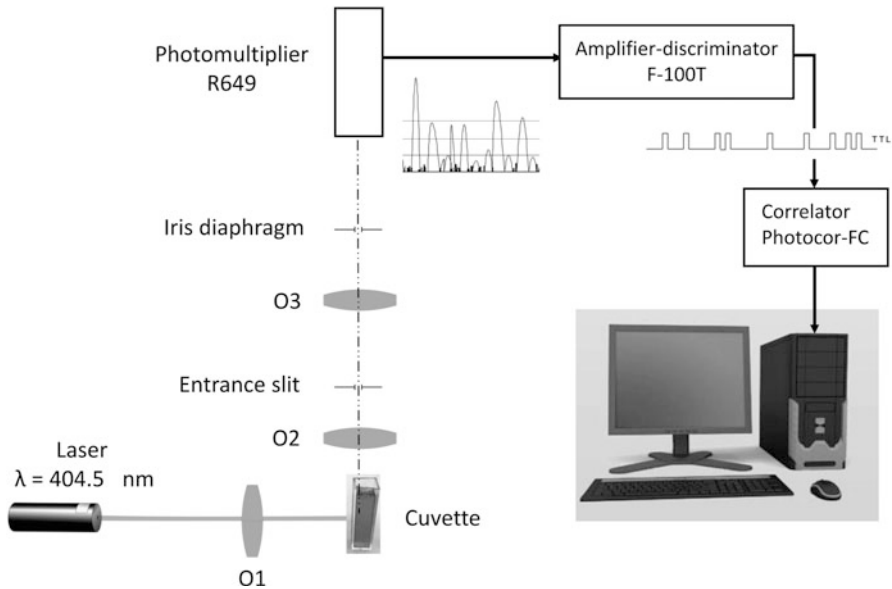 Photomultiplier
R649
Amplifier-discriminator
F-100T
TTL
Correlator
Photocor-FC
Iris diaphragm
O3
Entrance slit
O2
Laser
λ = 404.5 nm
Cuvette
O1